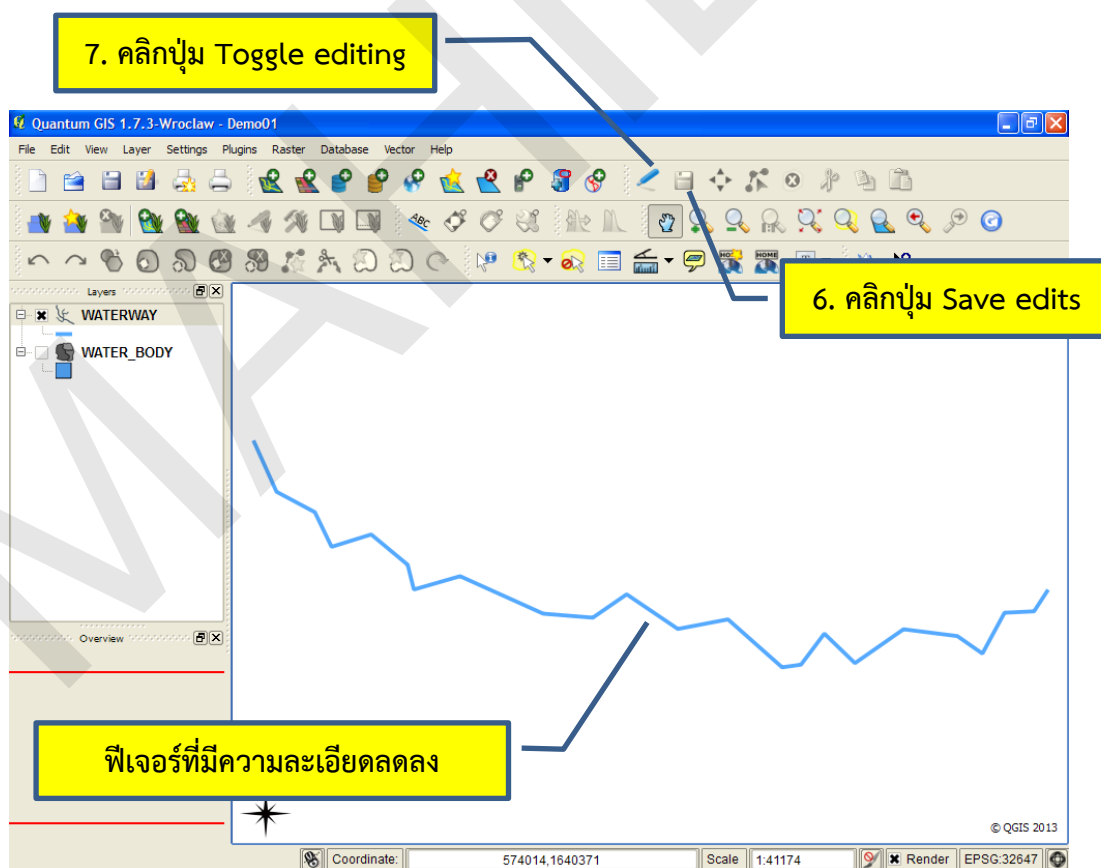 7. คลิกปุ่ม Toggle editing
Quantum GIS 1.7.3-Wroclaw - Demo01
File Edit View Layer Settings Plugins Raster Database Vector Help
6. คลิกปุ่ม Save edits
Layers
WATERWAY
WATER_BODY
Overview
ฟีเจอร์ที่มีความละเอียดลดลง
© QGIS 2013
Coordinate: 574014,1640371 Scale 1:41174 Render EPSG:32647